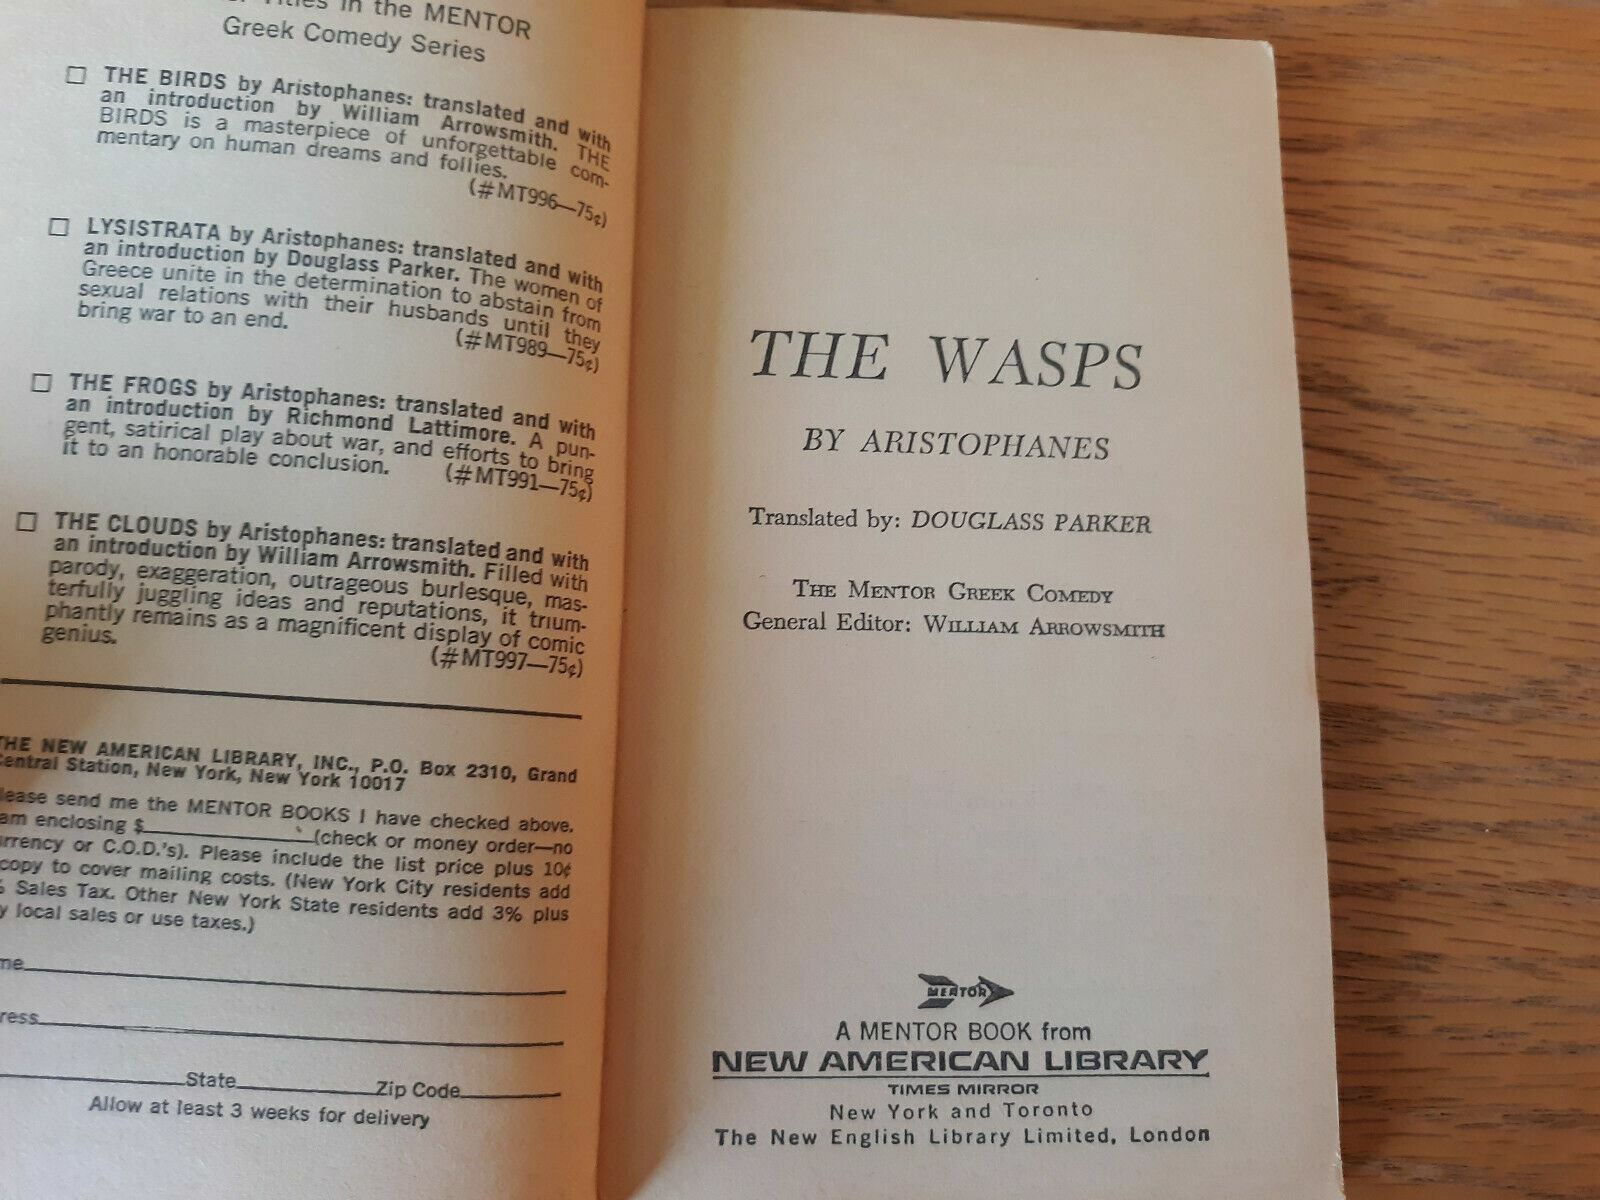 Titles in the MENTOR
Greek Comedy Series
THE BIRDS by Aristophanes: translated and with
an introduction by William Arrowsmith. THE
BIRDS is a masterpiece of unforgettable com-
mentary on human dreams and follies.
(#MT996—75¢)
LYSISTRATA by Aristophanes: translated and with
an introduction by Douglass Parker. The women of
Greece unite in the determination to abstain from
sexual relations with their husbands until they
bring war to an end.
(#MT989—75¢)
THE FROGS by Aristophanes: translated and with
an introduction by Richmond Lattimore. A pun-
gent, satirical play about war, and efforts to bring
it to an honorable conclusion. (#MT991—75¢)
THE CLOUDS by Aristophanes: translated and with
an introduction by William Arrowsmith. Filled with
parody, exaggeration, outrageous burlesque, mas-
terfully juggling ideas and reputations, it trium-
phantly remains as a magnificent display of comic
genius.
(#MT997—75¢)
THE NEW AMERICAN LIBRARY, INC., P.O. Box 2310, Grand
Central Station, New York, New York 10017
lease send me the MENTOR BOOKS I have checked above.
am enclosing $ (check or money order—no
urrency or C.O.D.'s). Please include the list price plus 10¢
copy to cover mailing costs. (New York City residents add
% Sales Tax. Other New York State residents add 3% plus
y local sales or use taxes.)
me
ress
State Zip Code
Allow at least 3 weeks for delivery
THE WASPS
BY ARISTOPHANES
Translated by: DOUGLASS PARKER
THE MENTOR GREEK COMEDY
General Editor: WILLIAM ARROWSMITH
MENTOR
A MENTOR BOOK from
NEW AMERICAN LIBRARY
TIMES MIRROR
New York and Toronto
The New English Library Limited, London